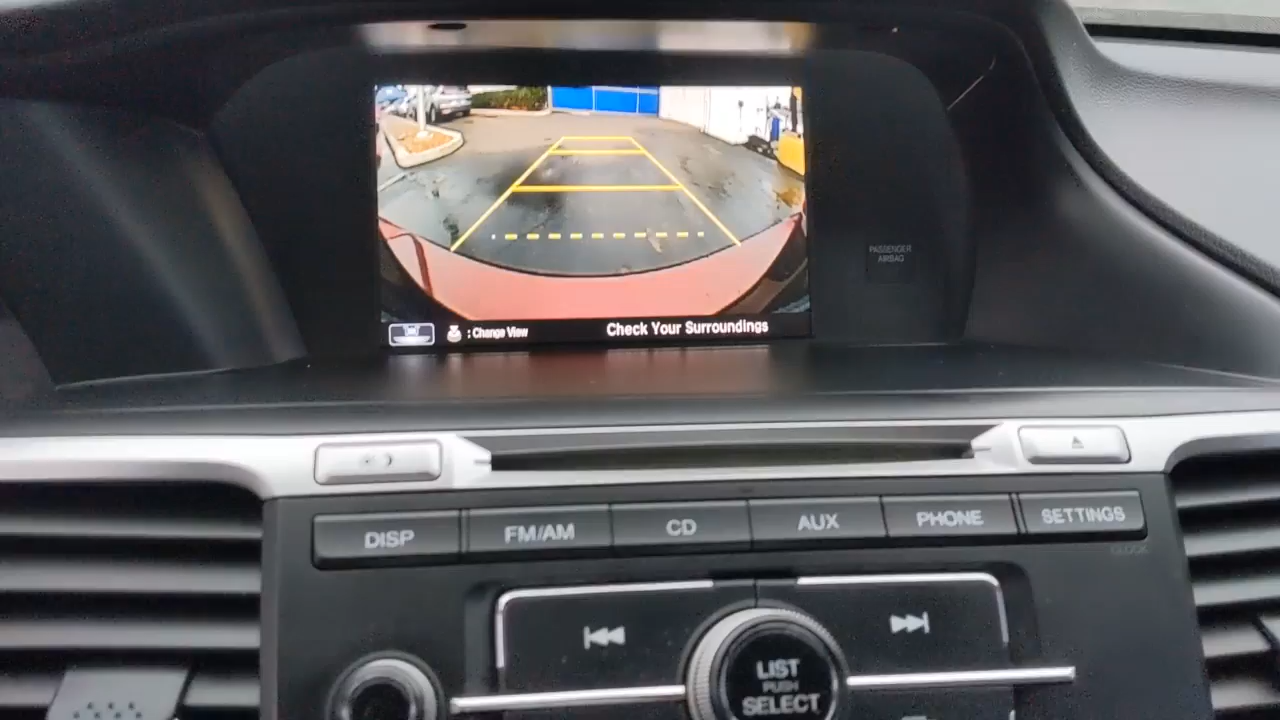 PASSENGER
AIRBAG
: Change View
Check Your Surroundings
DISP
FM/AM
CD
AUX
PHONE
SETTINGS
CLOCK
LIST
PUSH
SELECT